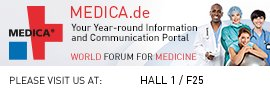 MEDICA®
MEDICA.de
Your Year-round Information
and Communication Portal
WORLD FORUM FOR MEDICINE
PLEASE VISIT US AT: HALL 1 / F25